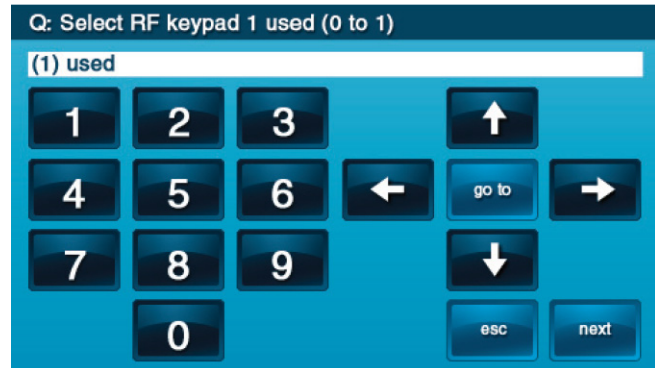 Q: Select RF keypad 1 used (0 to 1)
(1) used
1 2 3
4 5 6 go to
7 8 9
0 esc next